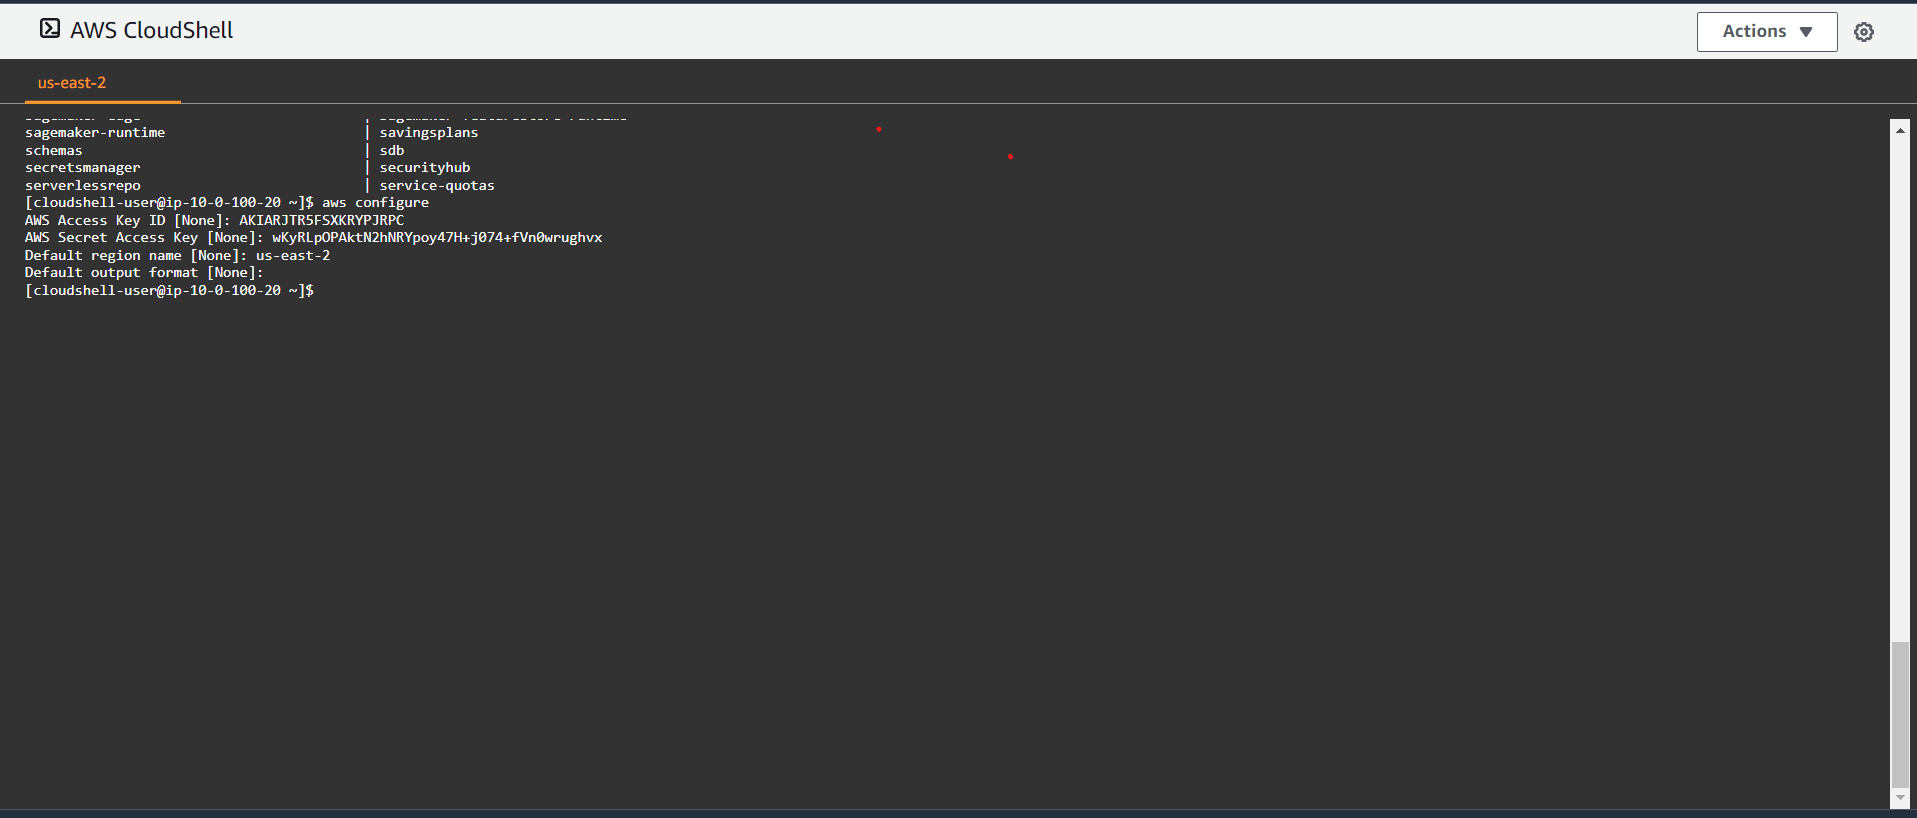 AWS CloudShell
Actions
us-east-2
sagemaker-runtime | savingsplans
schemas | sdb
secretsmanager | securityhub
serverlessrepo | service-quotas
[cloudshell-user@ip-10-0-100-20 ~]$ aws configure
AWS Access Key ID [None]: AKIARJTR5FSXKRYPJRPC
AWS Secret Access Key [None]: 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
Default region name [None]: us-east-2
Default output format [None]:
[cloudshell-user@ip-10-0-100-20 ~]$